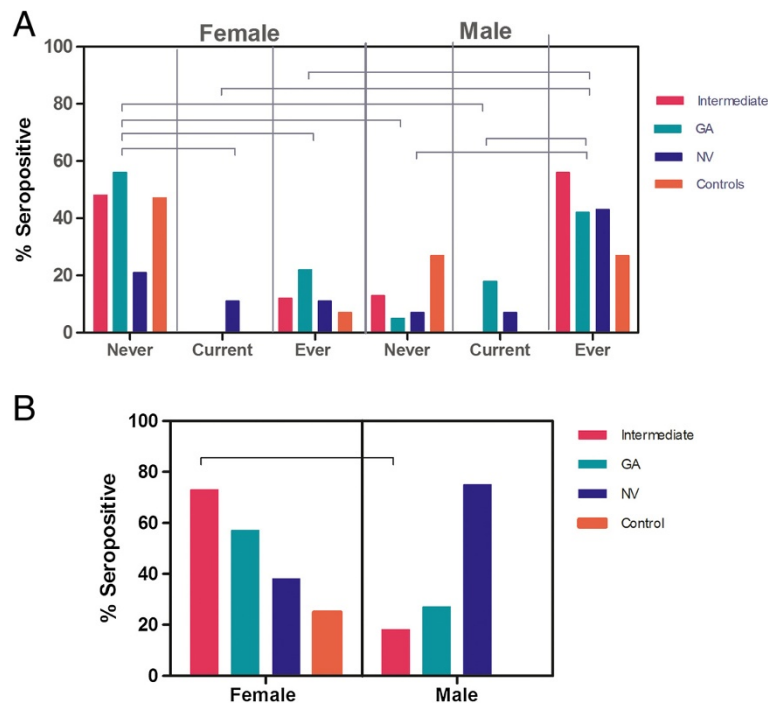 A
Female
Male
100
80
60
40
20
0
% Seropositive
Never
Current
Ever
Never
Current
Ever
Intermediate
GA
NV
Controls
B
100
80
60
40
20
0
% Seropositive
Female
Male
Intermediate
GA
NV
Control